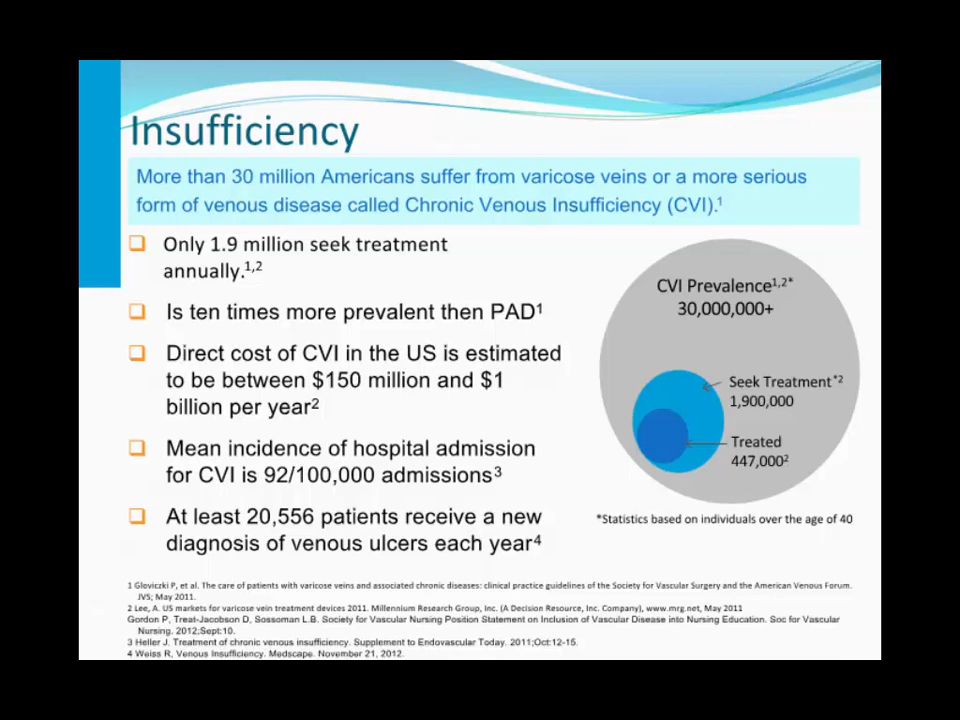 Insufficiency
More than 30 million Americans suffer from varicose veins or a more serious
form of venous disease called Chronic Venous Insufficiency (CVI).¹
❑ Only 1.9 million seek treatment
annually.¹,²
❑ Is ten times more prevalent then PAD¹
❑ Direct cost of CVI in the US is estimated
to be between $150 million and $1
billion per year²
❑ Mean incidence of hospital admission
for CVI is 92/100,000 admissions³
❑ At least 20,556 patients receive a new
diagnosis of venous ulcers each year⁴
CVI Prevalence¹,²*
30,000,000+
Seek Treatment*²
1,900,000
Treated
447,000²
*Statistics based on individuals over the age of 40
1 Gloviczki P, et al. The care of patients with varicose veins and associated chronic diseases: clinical practice guidelines of the Society for Vascular Surgery and the American Venous Forum.
JVS; May 2011.
2 Lee, A. US markets for varicose vein treatment devices 2011. Millennium Research Group, Inc. (A Decision Resource, Inc. Company), www.mrg.net, May 2011
Gordon P, Treat-Jacobson D, Sossoman L.B. Society for Vascular Nursing Position Statement on Inclusion of Vascular Disease into Nursing Education. Soc for Vascular
Nursing. 2012;Sept:10.
3 Heller J. Treatment of chronic venous insufficiency. Supplement to Endovascular Today. 2011;Oct:12-15.
4 Weiss R, Venous Insufficiency. Medscape. November 21, 2012.